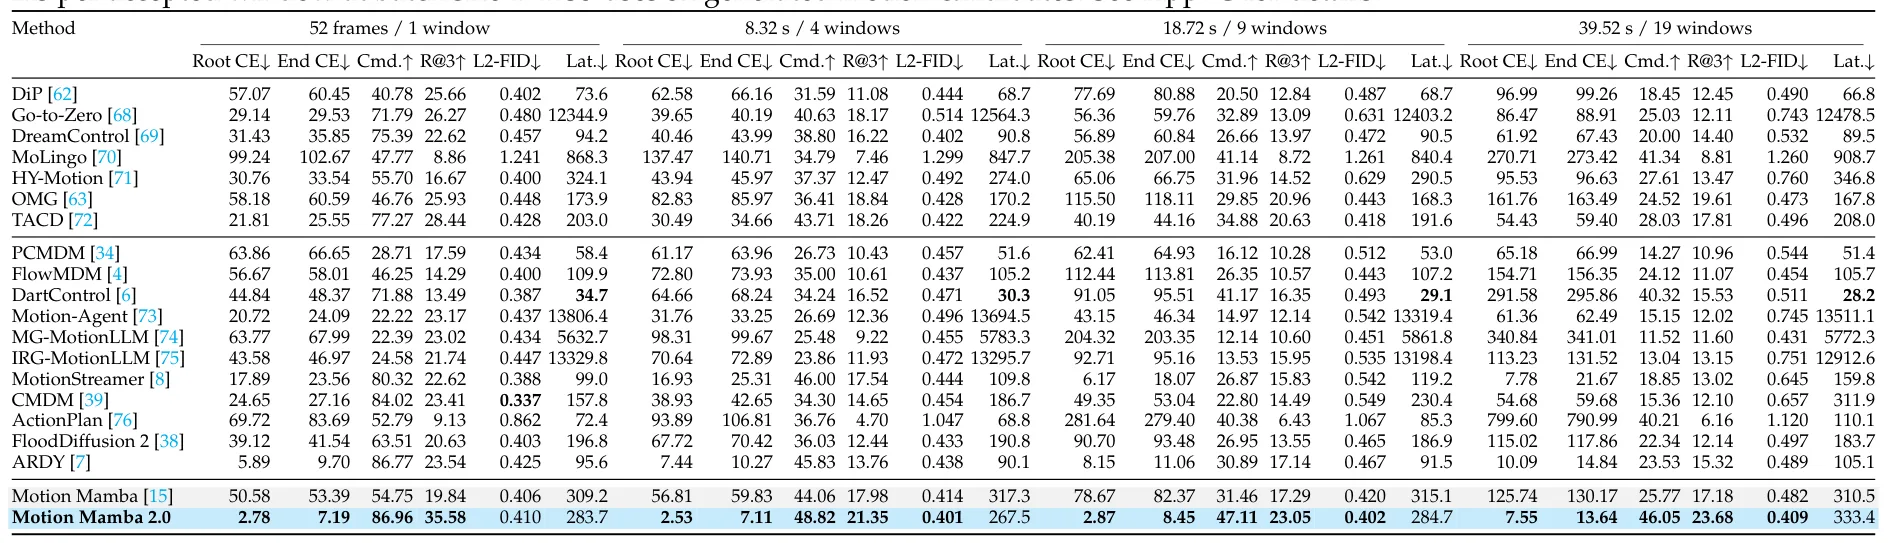 Method 52 frames / 1 window 8.32 s / 4 windows 18.72 s / 9 windows 39.52 s / 19 windows
Root CE↓ End CE↓ Cmd.↑ R@3↑ L2-FID↓ Lat.↓ Root CE↓ End CE↓ Cmd.↑ R@3↑ L2-FID↓ Lat.↓ Root CE↓ End CE↓ Cmd.↑ R@3↑ L2-FID↓ Lat.↓ Root CE↓ End CE↓ Cmd.↑ R@3↑ L2-FID↓ Lat.↓
DiP [62] 57.07 60.45 40.78 25.66 0.402 73.6 62.58 66.16 31.59 11.08 0.444 68.7 77.69 80.88 20.50 12.84 0.487 68.7 96.99 99.26 18.45 12.45 0.490 66.8
Go-to-Zero [68] 29.14 29.53 71.79 26.27 0.480 12344.9 39.65 40.19 40.63 18.17 0.514 12564.3 56.36 59.76 32.89 13.09 0.631 12403.2 86.47 88.91 25.03 12.11 0.743 12478.5
DreamControl [69] 31.43 35.85 75.39 22.62 0.457 94.2 40.46 43.99 38.80 16.22 0.402 90.8 56.89 60.84 26.66 13.97 0.472 90.5 61.92 67.43 20.00 14.40 0.532 89.5
MoLingo [70] 99.24 102.67 47.77 8.86 1.241 868.3 137.47 140.71 34.79 7.46 1.299 847.7 205.38 207.00 41.14 8.72 1.261 840.4 270.71 273.42 41.34 8.81 1.260 908.7
HY-Motion [71] 30.76 33.54 55.70 16.67 0.400 324.1 43.94 45.97 37.37 12.47 0.492 274.0 65.06 66.75 31.96 14.52 0.629 290.5 95.53 96.63 27.61 13.47 0.760 346.8
OMG [63] 58.18 60.59 46.76 25.93 0.448 173.9 82.83 85.97 36.41 18.84 0.428 170.2 115.50 118.11 29.85 20.96 0.443 168.3 161.76 163.49 24.52 19.61 0.473 167.8
TACD [72] 21.81 25.55 77.27 28.44 0.428 203.0 30.49 34.66 43.71 18.26 0.422 224.9 40.19 44.16 34.88 20.63 0.418 191.6 54.43 59.40 28.03 17.81 0.496 208.0
PCMDM [34] 63.86 66.65 28.71 17.59 0.434 58.4 61.17 63.96 26.73 10.43 0.457 51.6 62.41 64.93 16.12 10.28 0.512 53.0 65.18 66.99 14.27 10.96 0.544 51.4
FlowMDM [4] 56.67 58.01 46.25 14.29 0.400 109.9 72.80 73.93 35.00 10.61 0.437 105.2 112.44 113.81 26.35 10.57 0.443 107.2 154.71 156.35 24.12 11.07 0.454 105.7
DartControl [6] 44.84 48.37 71.88 13.49 0.387 34.7 64.66 68.24 34.24 16.52 0.471 30.3 91.05 95.51 41.17 16.35 0.493 29.1 291.58 295.86 40.32 15.53 0.511 28.2
Motion-Agent [73] 20.72 24.09 22.22 23.17 0.437 13806.4 31.76 33.25 26.69 12.36 0.496 13694.5 43.15 46.34 14.97 12.14 0.542 13319.4 61.36 62.49 15.15 12.02 0.745 13511.1
MG-MotionLLM [74] 63.77 67.99 22.39 23.02 0.434 5632.7 98.31 99.67 25.48 9.22 0.455 5783.3 204.32 203.35 12.14 10.60 0.451 5861.8 340.84 341.01 11.52 11.60 0.431 5772.3
IRG-MotionLLM [75] 43.58 46.97 24.58 21.74 0.447 13329.8 70.64 72.89 23.86 11.93 0.472 13295.7 92.71 95.16 13.53 15.95 0.535 13198.4 113.23 131.52 13.04 13.15 0.751 12912.6
MotionStreamer [8] 17.89 23.56 80.32 22.62 0.388 99.0 16.93 25.31 46.00 17.54 0.444 109.8 6.17 18.07 26.87 15.83 0.542 119.2 7.78 21.67 18.85 13.02 0.645 159.8
CMDM [39] 24.65 27.16 84.02 23.41 0.337 157.8 38.93 42.65 34.30 14.65 0.454 186.7 49.35 53.04 22.80 14.49 0.549 230.4 54.68 59.68 15.36 12.10 0.657 311.9
ActionPlan [76] 69.72 83.69 52.79 9.13 0.862 72.4 93.89 106.81 36.76 4.70 1.047 68.8 281.64 279.40 40.38 6.43 1.067 85.3 799.60 790.99 40.21 6.16 1.120 110.1
FloodDiffusion 2 [38] 39.12 41.54 63.51 20.63 0.403 196.8 67.72 70.42 36.03 12.44 0.433 190.8 90.70 93.48 26.95 13.55 0.465 186.9 115.02 117.86 22.34 12.14 0.497 183.7
ARDY [7] 5.89 9.70 86.77 23.54 0.425 95.6 7.44 10.27 45.83 13.76 0.438 90.1 8.15 11.06 30.89 17.14 0.467 91.5 10.09 14.84 23.53 15.32 0.489 105.1
Motion Mamba [15] 50.58 53.39 54.75 19.84 0.406 309.2 56.81 59.83 44.06 17.98 0.414 317.3 78.67 82.37 31.46 17.29 0.420 315.1 125.74 130.17 25.77 17.18 0.482 310.5
Motion Mamba 2.0 2.78 7.19 86.96 35.58 0.410 283.7 2.53 7.11 48.82 21.35 0.401 267.5 2.87 8.45 47.11 23.05 0.402 284.7 7.55 13.64 46.05 23.68 0.409 333.4